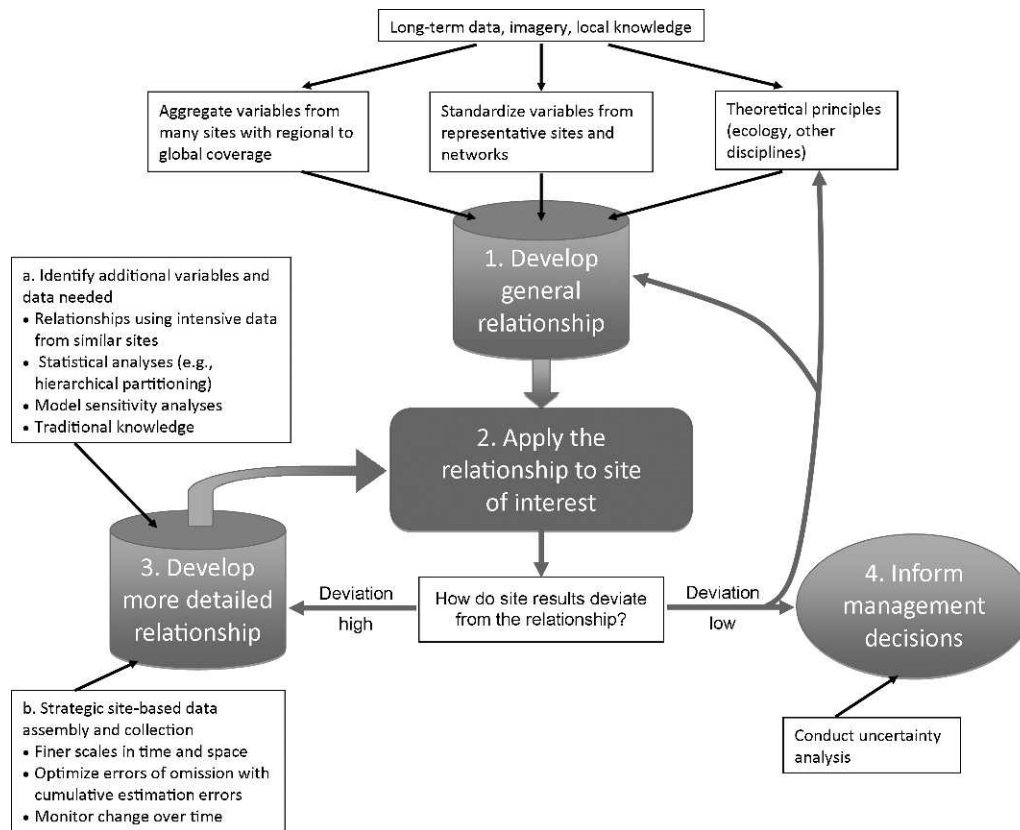 Long-term data, imagery, local knowledge
Aggregate variables from
many sites with regional to
global coverage
Standardize variables from
representative sites and
networks
Theoretical principles
(ecology, other
disciplines)
1. Develop
general
relationship
a. Identify additional variables and
data needed
• Relationships using intensive data
from similar sites
• Statistical analyses (e.g.,
hierarchical partitioning)
• Model sensitivity analyses
• Traditional knowledge
2. Apply the
relationship to site
of interest
3. Develop
more detailed
relationship
Deviation
high
How do site results deviate
from the relationship?
Deviation
low
4. Inform
management
decisions
b. Strategic site-based data
assembly and collection
• Finer scales in time and space
• Optimize errors of omission with
cumulative estimation errors
• Monitor change over time
Conduct uncertainty
analysis